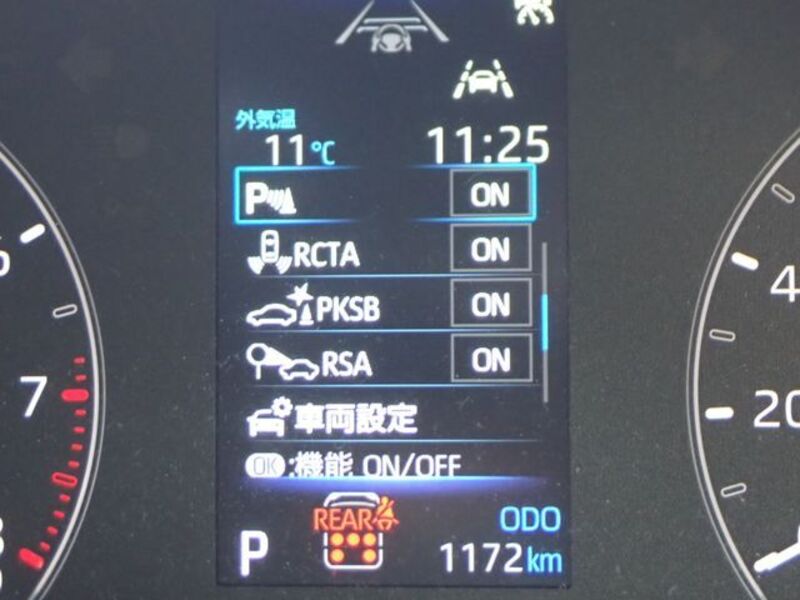 外気温
11℃ 11:25
P ON
RCTA ON
PKSB ON
RSA ON
車両設定
OK:機能 ON/OFF
REAR
P
ODO
1172km
7
4
20